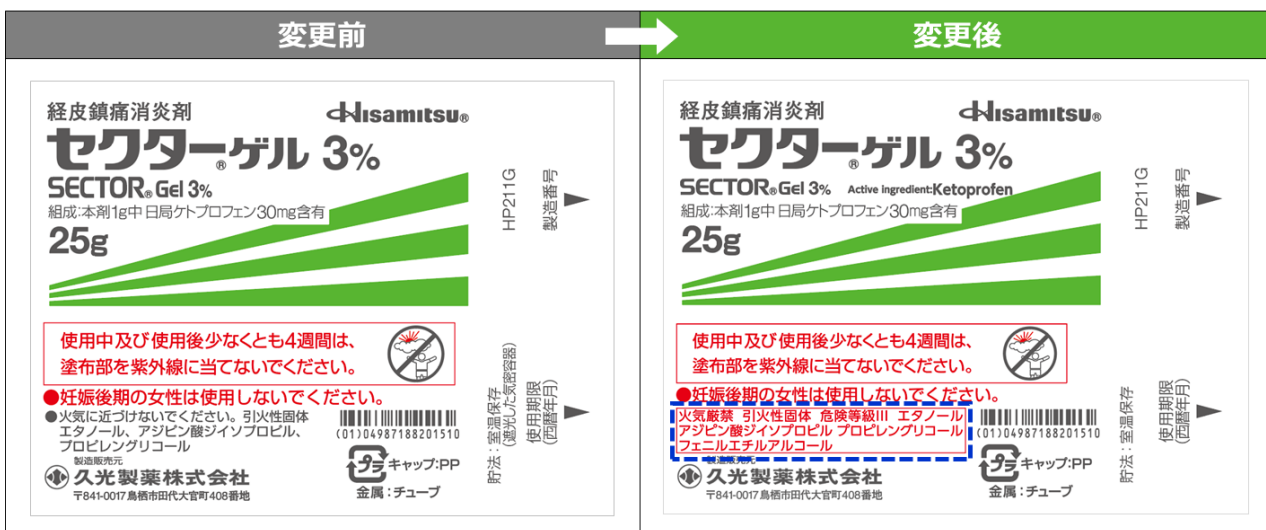 変更前
経皮鎮痛消炎剤
Hisamitsu®
セクター®ゲル 3%
SECTOR® Gel 3%
組成:本剤1g中 日局ケトプロフェン30mg含有
25g
HP211G
製造番号
使用中及び使用後少なくとも4週間は、
塗布部を紫外線に当てないでください。
●妊娠後期の女性は使用しないでください。
●火気に近づけないでください。引火性固体
エタノール、アジピン酸ジイソプロピル、
プロピレングリコール
(01)04987188201510
製造販売元
久光製薬株式会社
〒841-0017 鳥栖市田代大官町408番地
プラ キャップ:PP
金属:チューブ
貯法:室温保存
(遮光した気密容器)
使用期限
(西暦年月)
変更後
経皮鎮痛消炎剤
Hisamitsu®
セクター®ゲル 3%
SECTOR® Gel 3% Active ingredient:Ketoprofen
組成:本剤1g中 日局ケトプロフェン30mg含有
25g
HP211G
製造番号
使用中及び使用後少なくとも4週間は、
塗布部を紫外線に当てないでください。
●妊娠後期の女性は使用しないでください。
火気厳禁 引火性固体 危険等級III エタノール
アジピン酸ジイソプロピル プロピレングリコール
フェニルエチルアルコール
(01)04987188201510
製造販売元
久光製薬株式会社
〒841-0017 鳥栖市田代大官町408番地
プラ キャップ:PP
金属:チューブ
貯法:室温保存
使用期限
(西暦年月)